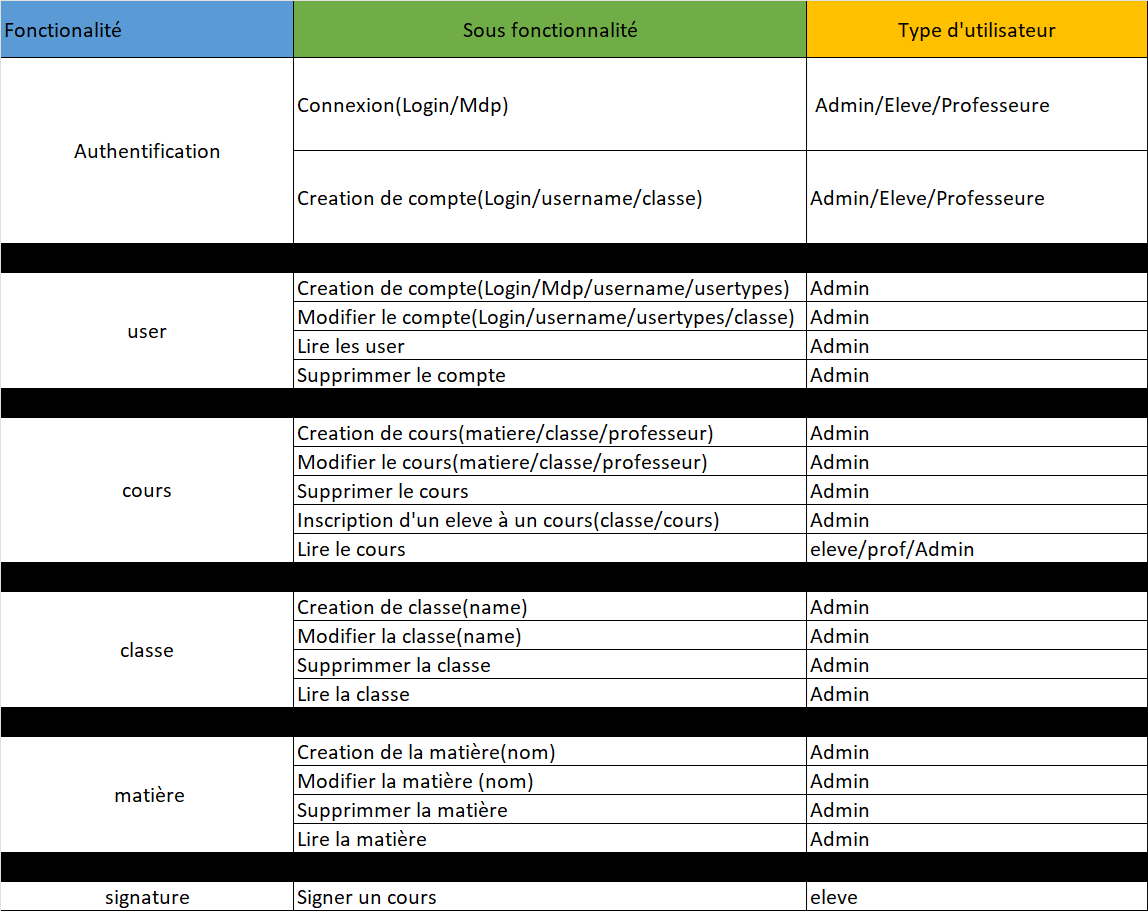 Fonctionalité Sous fonctionnalité Type d'utilisateur
Authentification
Connexion(Login/Mdp) Admin/Eleve/Professeure
Creation de compte(Login/username/classe) Admin/Eleve/Professeure
user
Creation de compte(Login/Mdp/username/usertypes) Admin
Modifier le compte(Login/username/usertypes/classe) Admin
Lire les user Admin
Supprimmer le compte Admin
cours
Creation de cours(matiere/classe/professeur) Admin
Modifier le cours(matiere/classe/professeur) Admin
Supprimer le cours Admin
Inscription d'un eleve à un cours(classe/cours) Admin
Lire le cours eleve/prof/Admin
classe
Creation de classe(name) Admin
Modifier la classe(name) Admin
Supprimmer la classe Admin
Lire la classe Admin
matière
Creation de la matière(nom) Admin
Modifier la matière (nom) Admin
Supprimmer la matière Admin
Lire la matière Admin
signature Signer un cours eleve